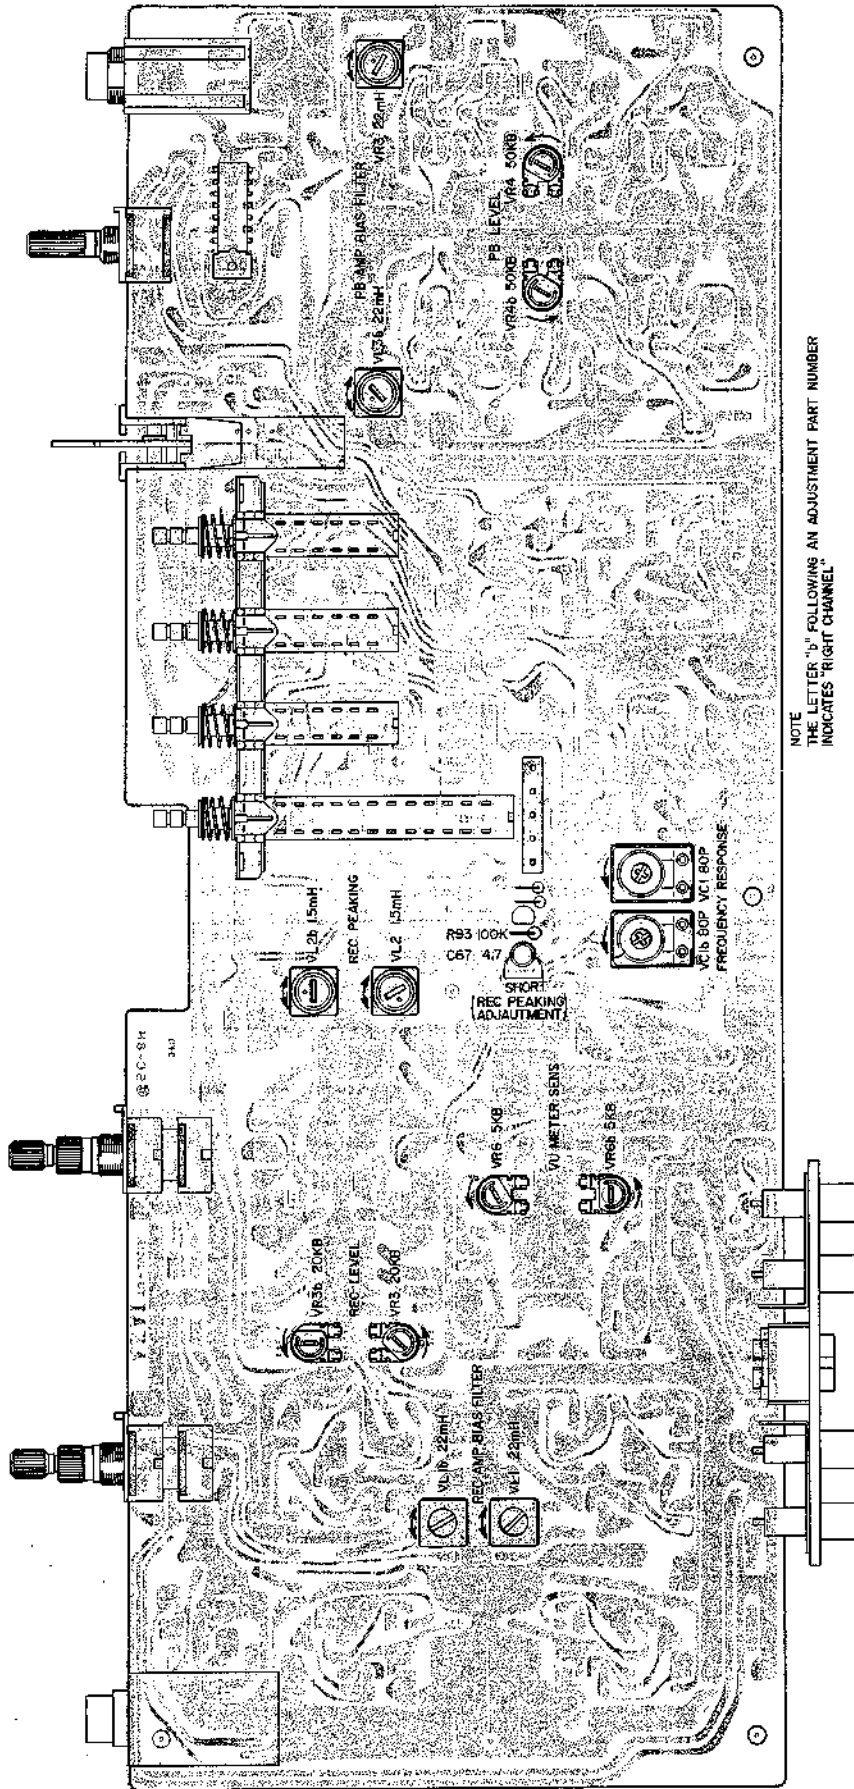 VR3 22mH
PB AMP BIAS FILTER
VL3b 22mH
VR4 50KB
PB LEVEL
VR4b 50KB
VL2b 15mH
REC PEAKING
VL2 15mH
R93 100K
C67 4.7
SHORT
(REC PEAKING
ADJAUTMENT)
VC1b 80P VC1 80P
FREQUENCY RESPONSE
VR6 5KB
VU METER SENS
VR6b 5KB
VR3b 20KB
REC LEVEL
VR3 20KB
VL1b 22mH
REC AMP BIAS FILTER
VL1 22mH
NOTE
THE LETTER "b" FOLLOWING AN ADJUSTMENT PART NUMBER
INDICATES "RIGHT CHANNEL"